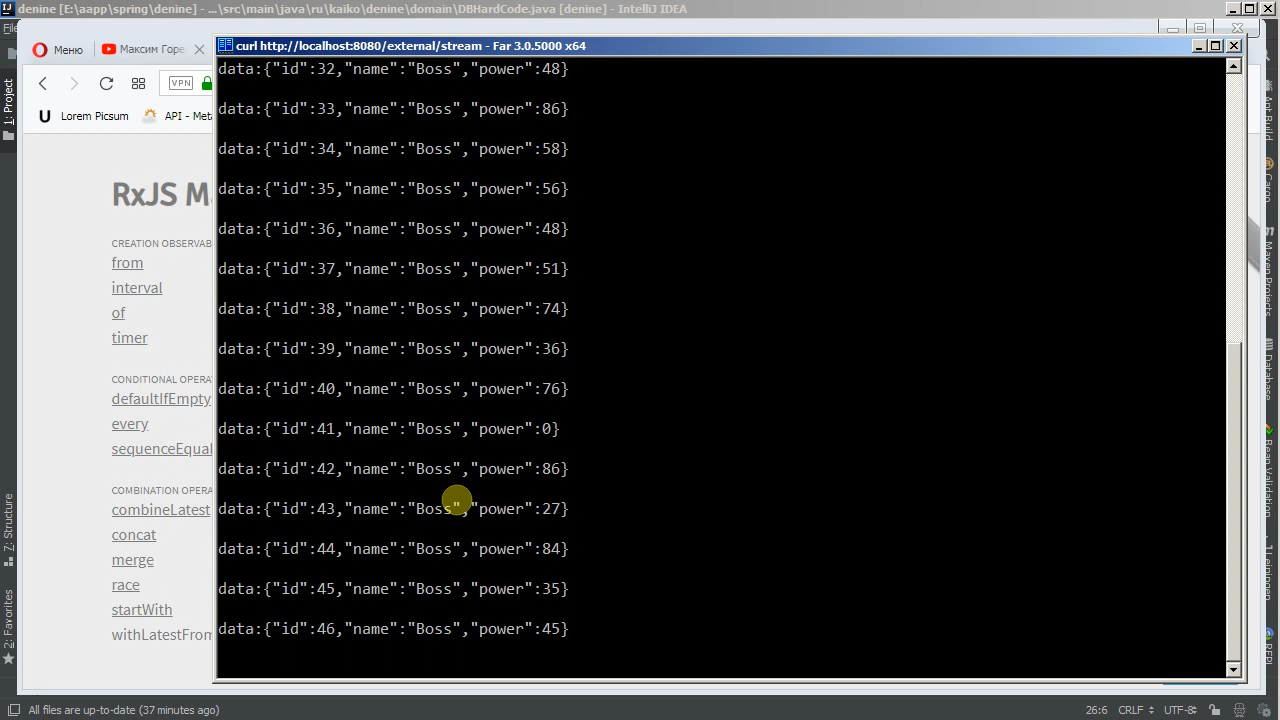 denine [E:\aapp\spring\denine] - ...\src\main\java\ru\kaiko\denine\domain\DBHardCode.java [denine] - IntelliJ IDEA
Меню
Максим Горе
VPN
Lorem Picsum
API - Meta
RxJS Ma
CREATION OBSERVAB
from
interval
of
timer
CONDITIONAL OPERA
defaultIfEmpty
every
sequenceEqual
COMBINATION OPERA
combineLatest
concat
merge
race
startWith
withLatestFrom
1: Project
7: Structure
2: Favorites
curl http://localhost:8080/external/stream - Far 3.0.5000 x64
data:{"id":32,"name":"Boss","power":48}
data:{"id":33,"name":"Boss","power":86}
data:{"id":34,"name":"Boss","power":58}
data:{"id":35,"name":"Boss","power":56}
data:{"id":36,"name":"Boss","power":48}
data:{"id":37,"name":"Boss","power":51}
data:{"id":38,"name":"Boss","power":74}
data:{"id":39,"name":"Boss","power":36}
data:{"id":40,"name":"Boss","power":76}
data:{"id":41,"name":"Boss","power":0}
data:{"id":42,"name":"Boss","power":86}
data:{"id":43,"name":"Boss","power":27}
data:{"id":44,"name":"Boss","power":84}
data:{"id":45,"name":"Boss","power":35}
data:{"id":46,"name":"Boss","power":45}
Ant Build
Cargo
Maven Projects
Database
Bean Validation
All files are up-to-date (37 minutes ago)
26:6
CRLF
UTF-8